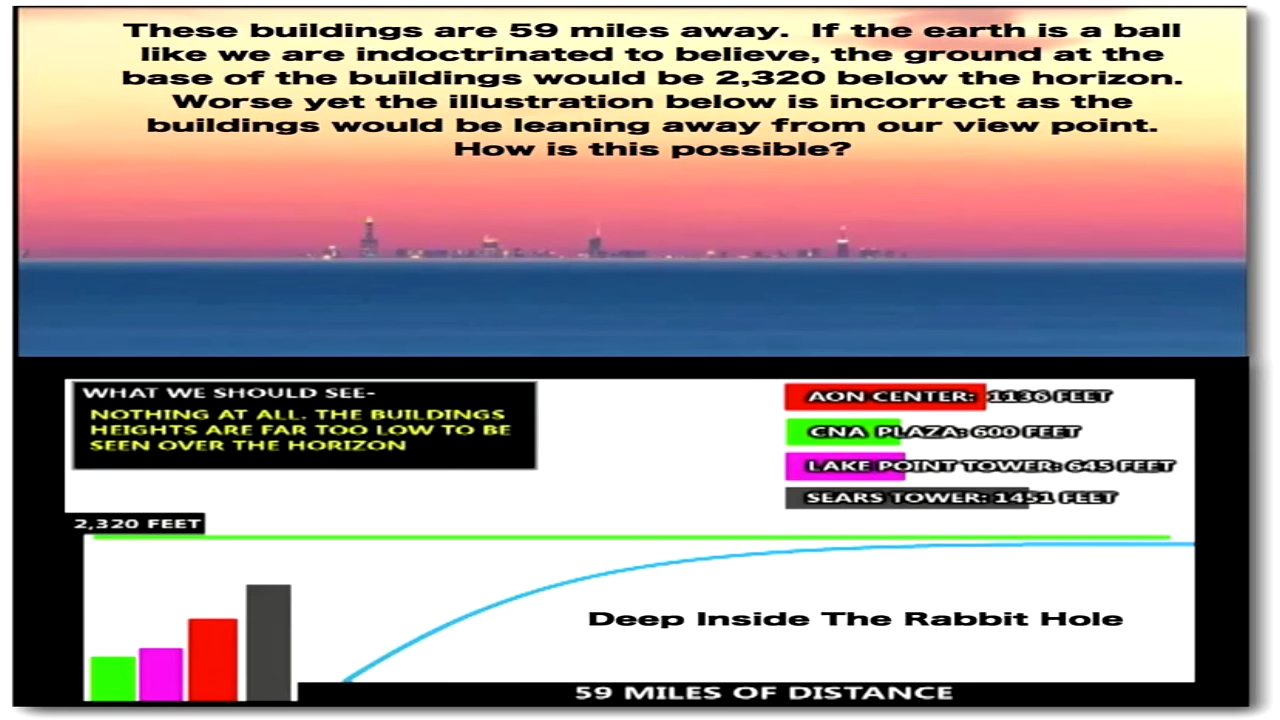 These buildings are 59 miles away.  If the earth is a ball
like we are indoctrinated to believe, the ground at the
base of the buildings would be 2,320 below the horizon.
Worse yet the illustration below is incorrect as the
buildings would be leaning away from our view point.
How is this possible?
WHAT WE SHOULD SEE-
NOTHING AT ALL. THE BUILDINGS
HEIGHTS ARE FAR TOO LOW TO BE
SEEN OVER THE HORIZON
AON CENTER: 1136 FEET
CNA PLAZA: 600 FEET
LAKE POINT TOWER: 645 FEET
SEARS TOWER: 1451 FEET
2,320 FEET
Deep Inside The Rabbit Hole
59 MILES OF DISTANCE